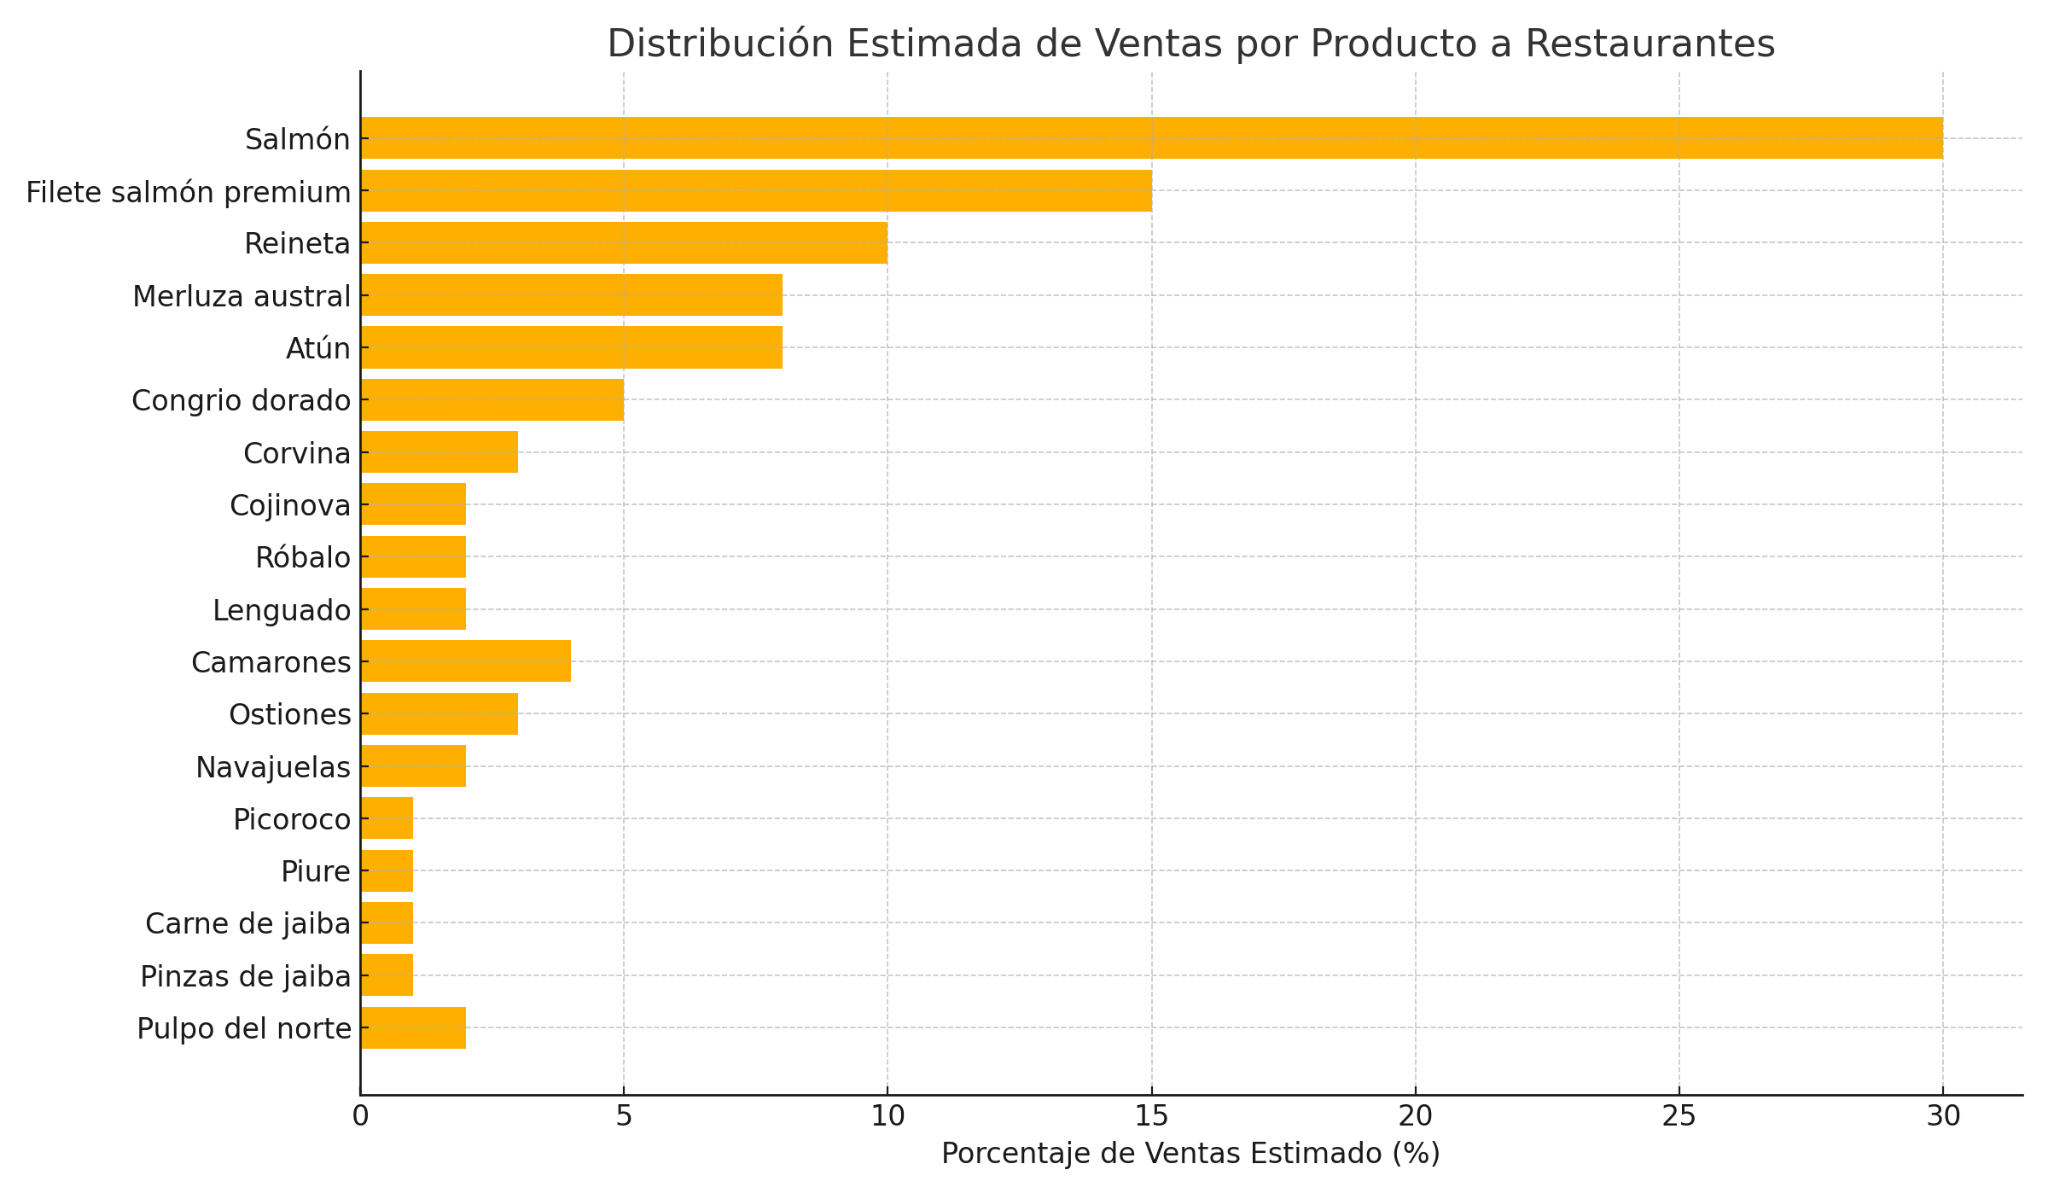 Distribución Estimada de Ventas por Producto a Restaurantes
Salmón
Filete salmón premium
Reineta
Merluza austral
Atún
Congrio dorado
Corvina
Cojinova
Róbalo
Lenguado
Camarones
Ostiones
Navajuelas
Picoroco
Piure
Carne de jaiba
Pinzas de jaiba
Pulpo del norte
0 5 10 15 20 25 30
Porcentaje de Ventas Estimado (%)